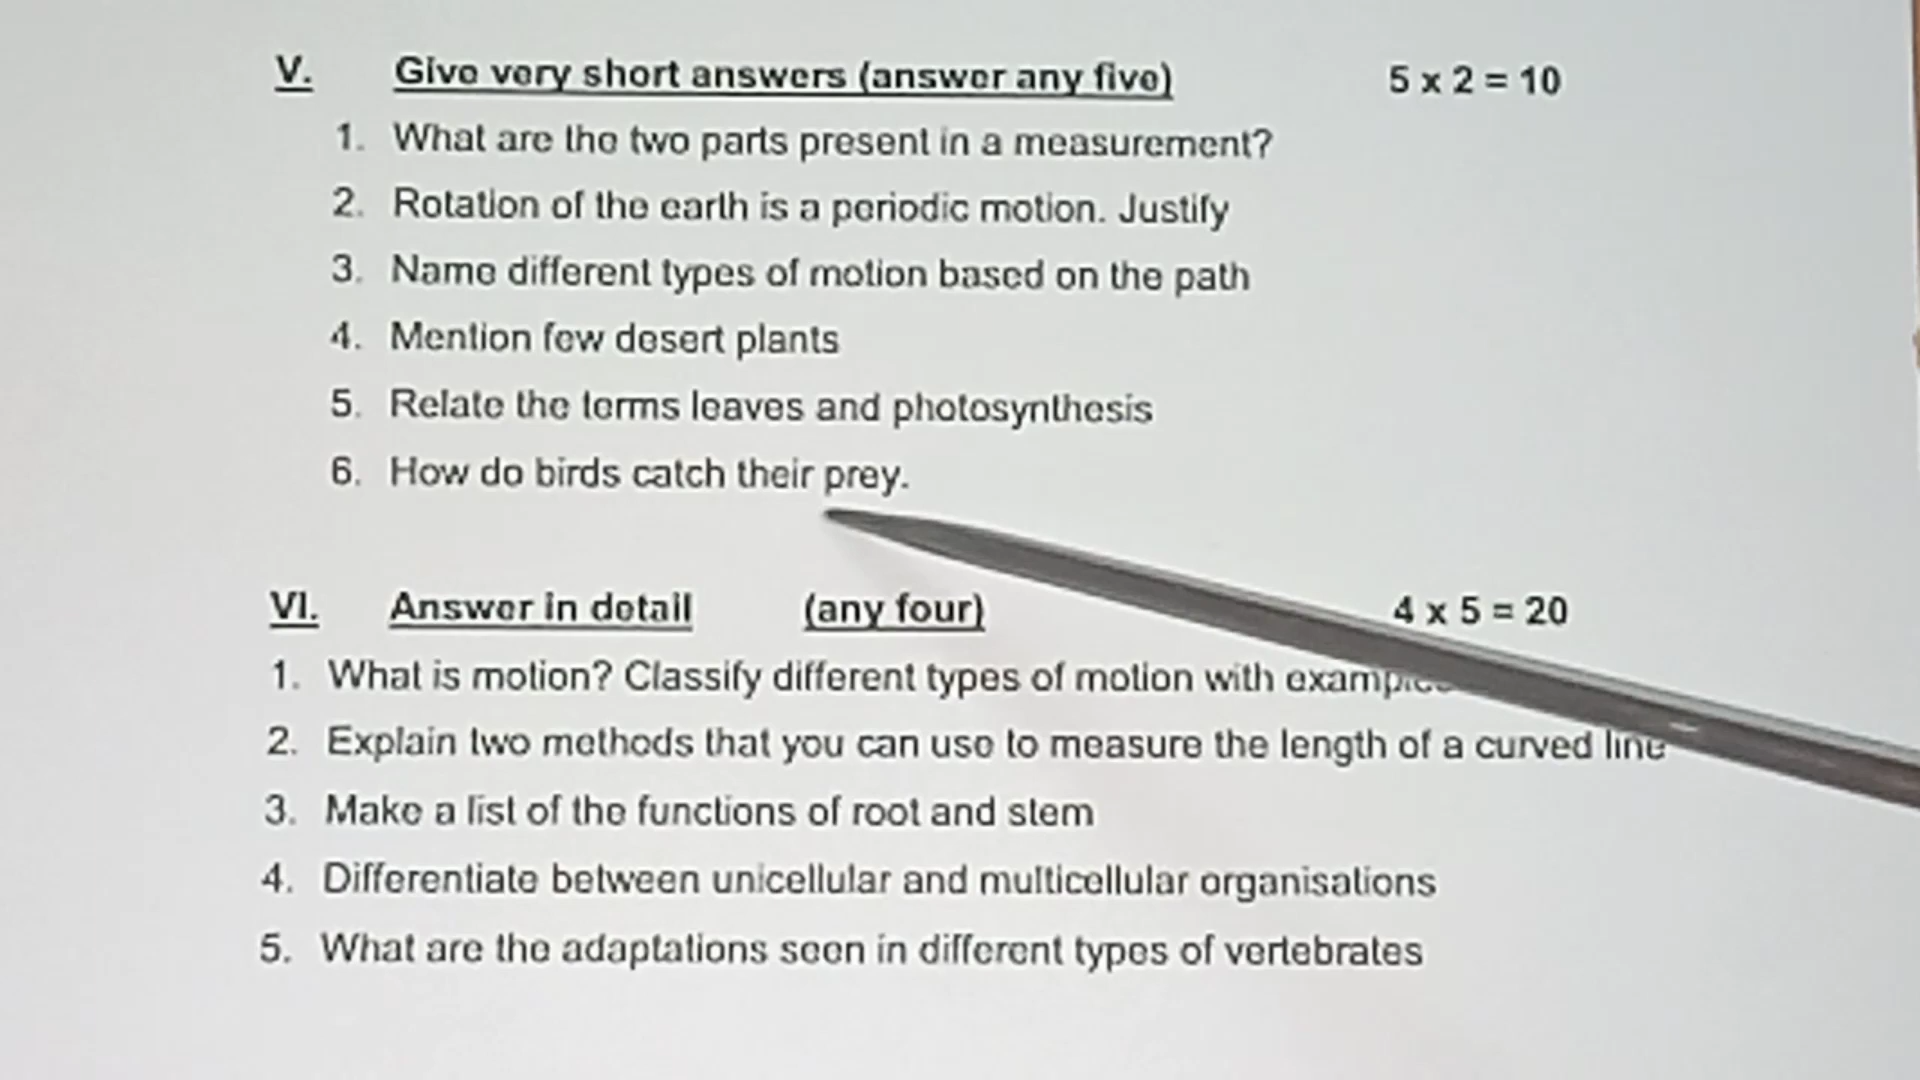 V. Give very short answers (answer any five) 5 x 2 = 10
1. What are the two parts present in a measurement?
2. Rotation of the earth is a periodic motion. Justify
3. Name different types of motion based on the path
4. Mention few desert plants
5. Relate the terms leaves and photosynthesis
6. How do birds catch their prey.
VI. Answer in detail (any four) 4 x 5 = 20
1. What is motion? Classify different types of motion with examples
2. Explain two methods that you can use to measure the length of a curved line
3. Make a list of the functions of root and stem
4. Differentiate between unicellular and multicellular organisations
5. What are the adaptations seen in different types of vertebrates